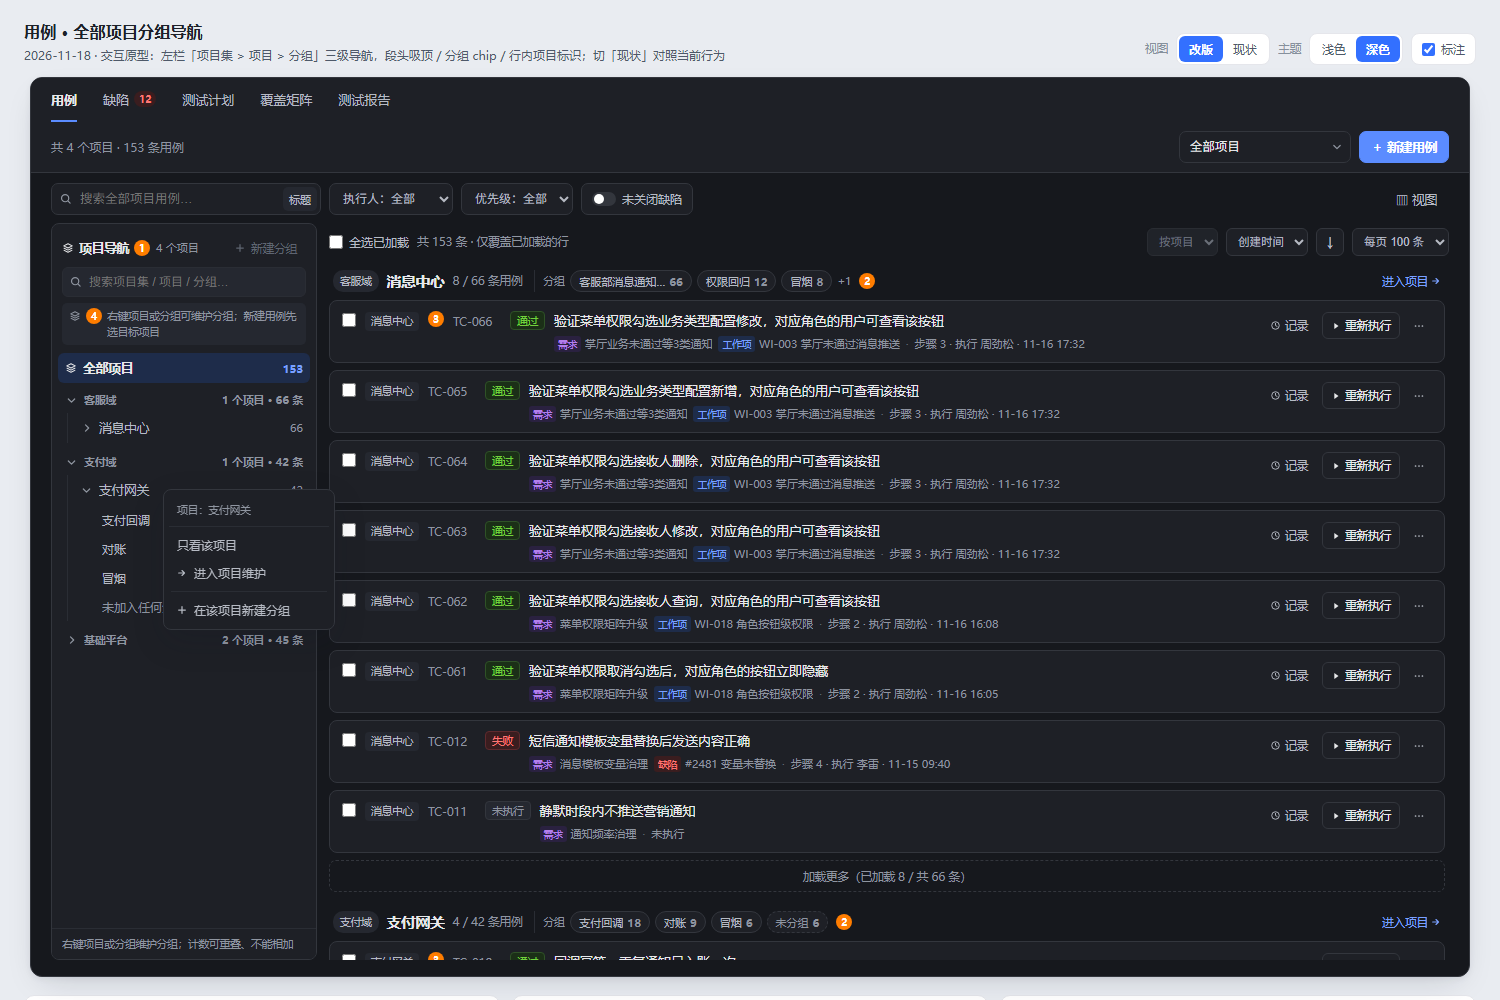 用例 • 全部项目分组导航
2026-11-18 · 交互原型：左栏「项目集 > 项目 > 分组」三级导航，段头吸顶 / 分组 chip / 行内项目标识；切「现状」对照当前行为
视图 改版 现状 主题 浅色 深色 标注
用例 缺陷 12 测试计划 覆盖矩阵 测试报告
共 4 个项目 · 153 条用例
全部项目
+ 新建用例
搜索全部项目用例... 标题
执行人：全部
优先级：全部
未关闭缺陷
视图
项目导航 1 4 个项目
+ 新建分组
搜索项目集 / 项目 / 分组...
4 右键项目或分组可维护分组；新建用例先选目标项目
全部项目 153
客服域 1 个项目 • 66 条
消息中心 66
支付域 1 个项目 • 42 条
支付网关
支付回调
对账
冒烟
未加入任何
基础平台 2 个项目 • 45 条
项目：支付网关
只看该项目
→ 进入项目维护
+ 在该项目新建分组
右键项目或分组维护分组；计数可重叠、不能相加
全选已加载 共 153 条 · 仅覆盖已加载的行
按项目 创建时间 ↓ 每页 100 条
客服域 消息中心 8 / 66 条用例 分组 客服部消息通知... 66 权限回归 12 冒烟 8 +1 2 进入项目 →
消息中心 3 TC-066 通过 验证菜单权限勾选业务类型配置修改，对应角色的用户可查看该按钮 记录 重新执行 ···
需求 掌厅业务未通过等3类通知 工作项 WI-003 掌厅未通过消息推送 · 步骤 3 · 执行 周劲松 · 11-16 17:32
消息中心 TC-065 通过 验证菜单权限勾选业务类型配置新增，对应角色的用户可查看该按钮 记录 重新执行 ···
需求 掌厅业务未通过等3类通知 工作项 WI-003 掌厅未通过消息推送 · 步骤 3 · 执行 周劲松 · 11-16 17:32
消息中心 TC-064 通过 验证菜单权限勾选接收人删除，对应角色的用户可查看该按钮 记录 重新执行 ···
需求 掌厅业务未通过等3类通知 工作项 WI-003 掌厅未通过消息推送 · 步骤 3 · 执行 周劲松 · 11-16 17:32
消息中心 TC-063 通过 验证菜单权限勾选接收人修改，对应角色的用户可查看该按钮 记录 重新执行 ···
需求 掌厅业务未通过等3类通知 工作项 WI-003 掌厅未通过消息推送 · 步骤 3 · 执行 周劲松 · 11-16 17:32
消息中心 TC-062 通过 验证菜单权限勾选接收人查询，对应角色的用户可查看该按钮 记录 重新执行 ···
需求 菜单权限矩阵升级 工作项 WI-018 角色按钮级权限 · 步骤 2 · 执行 周劲松 · 11-16 16:08
消息中心 TC-061 通过 验证菜单权限取消勾选后，对应角色的按钮立即隐藏 记录 重新执行 ···
需求 菜单权限矩阵升级 工作项 WI-018 角色按钮级权限 · 步骤 2 · 执行 周劲松 · 11-16 16:05
消息中心 TC-012 失败 短信通知模板变量替换后发送内容正确 记录 重新执行 ···
需求 消息模板变量治理 缺陷 #2481 变量未替换 · 步骤 4 · 执行 李雷 · 11-15 09:40
消息中心 TC-011 未执行 静默时段内不推送营销通知 记录 重新执行 ···
需求 通知频率治理 · 未执行
加载更多（已加载 8 / 共 66 条）
支付域 支付网关 4 / 42 条用例 分组 支付回调 18 对账 9 冒烟 6 未分组 6 2 进入项目 →